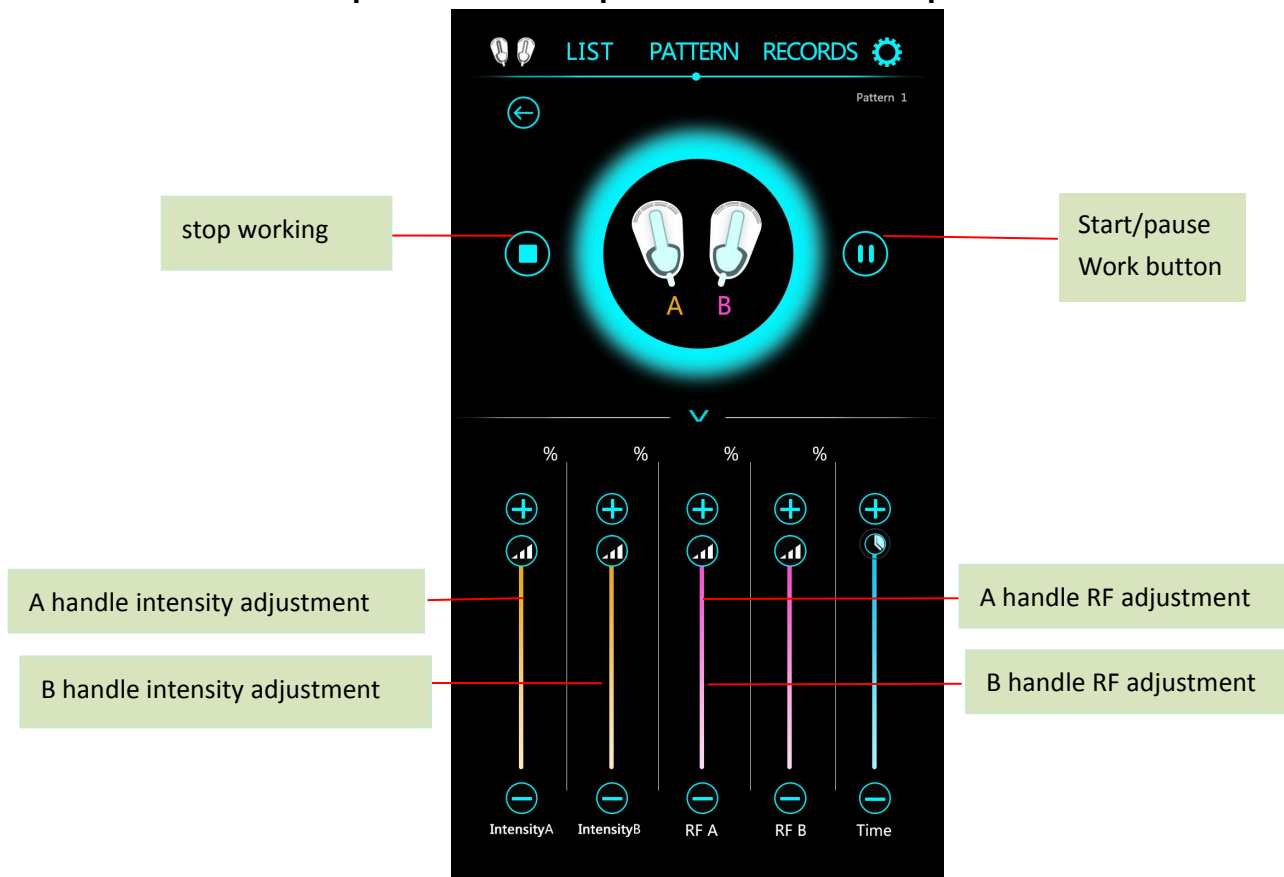 LIST PATTERN RECORDS
Pattern 1
stop working
Start/pause
Work button
A B
% % % %
A handle intensity adjustment
A handle RF adjustment
B handle intensity adjustment
B handle RF adjustment
IntensityA IntensityB RF A RF B Time